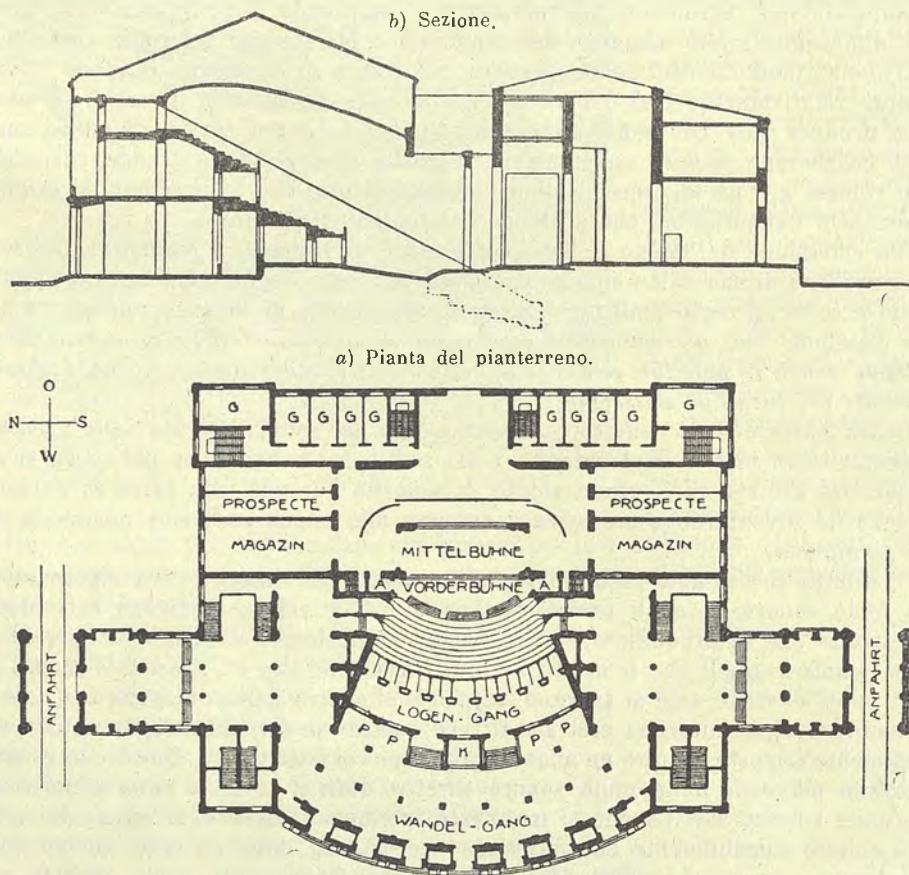 b) Sezione.
a) Pianta del pianterreno.
O
N S
W
G G G G G G G G G G
PROSPECTE PROSPECTE
MAGAZIN MAGAZIN
MITTELBÜHNE
A VORDERBÜHNE A
ANFAHRT ANFAHRT
LOGEN-GANG
P P
M
WANDEL-GANG